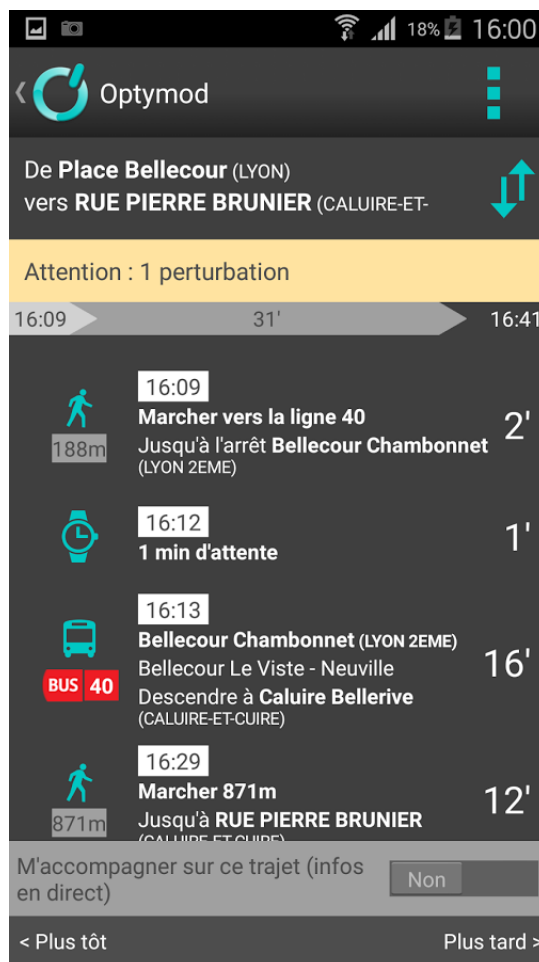 18% 16:00
Optymod
De Place Bellecour (LYON)
vers RUE PIERRE BRUNIER (CALUIRE-ET-
Attention : 1 perturbation
16:09 31' 16:41
16:09
Marcher vers la ligne 40
2'
188m
Jusqu'à l'arrêt Bellecour Chambonnet
(LYON 2EME)
16:12
1 min d'attente
1'
16:13
Bellecour Chambonnet (LYON 2EME)
Bellecour Le Viste - Neuville
16'
BUS 40
Descendre à Caluire Bellerive
(CALUIRE-ET-CUIRE)
16:29
Marcher 871m
12'
871m
Jusqu'à RUE PIERRE BRUNIER
(CALUIRE-ET-CUIRE)
M'accompagner sur ce trajet (infos
en direct)
Non
< Plus tôt Plus tard >